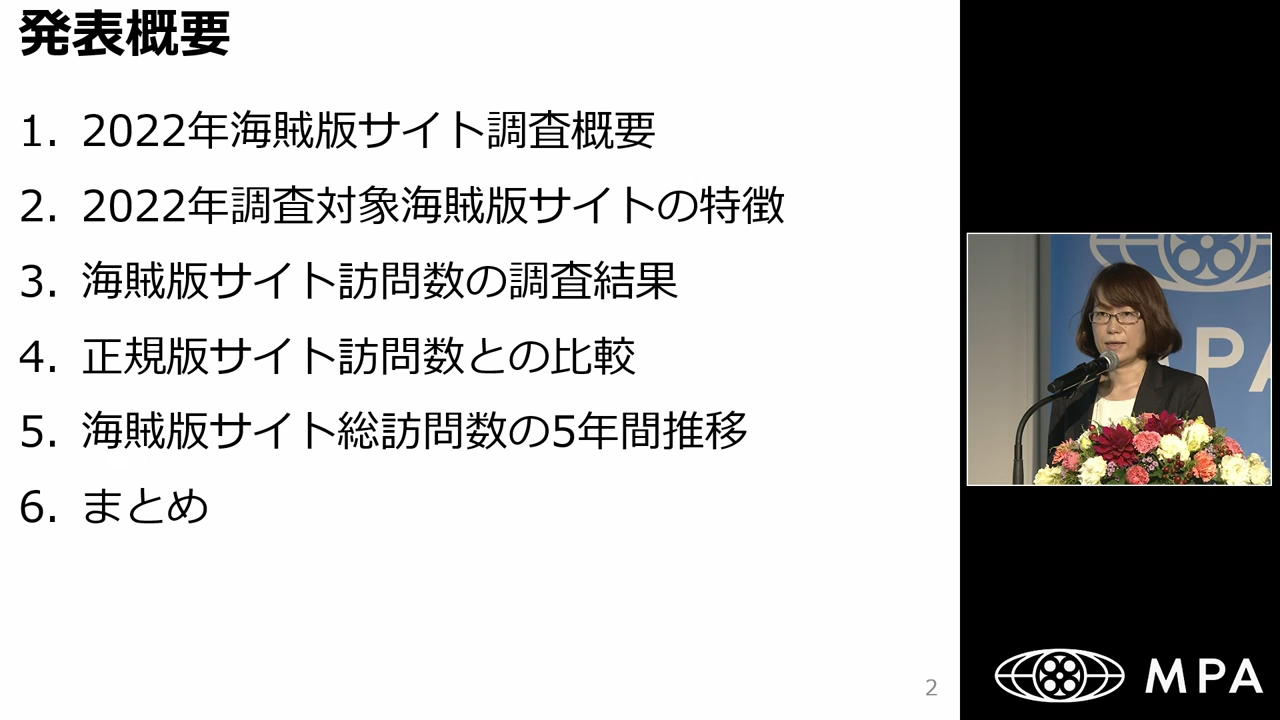 発表概要
1. 2022年海賊版サイト調査概要
2. 2022年調査対象海賊版サイトの特徴
3. 海賊版サイト訪問数の調査結果
4. 正規版サイト訪問数との比較
5. 海賊版サイト総訪問数の5年間推移
6. まとめ
2
MPA
MPA